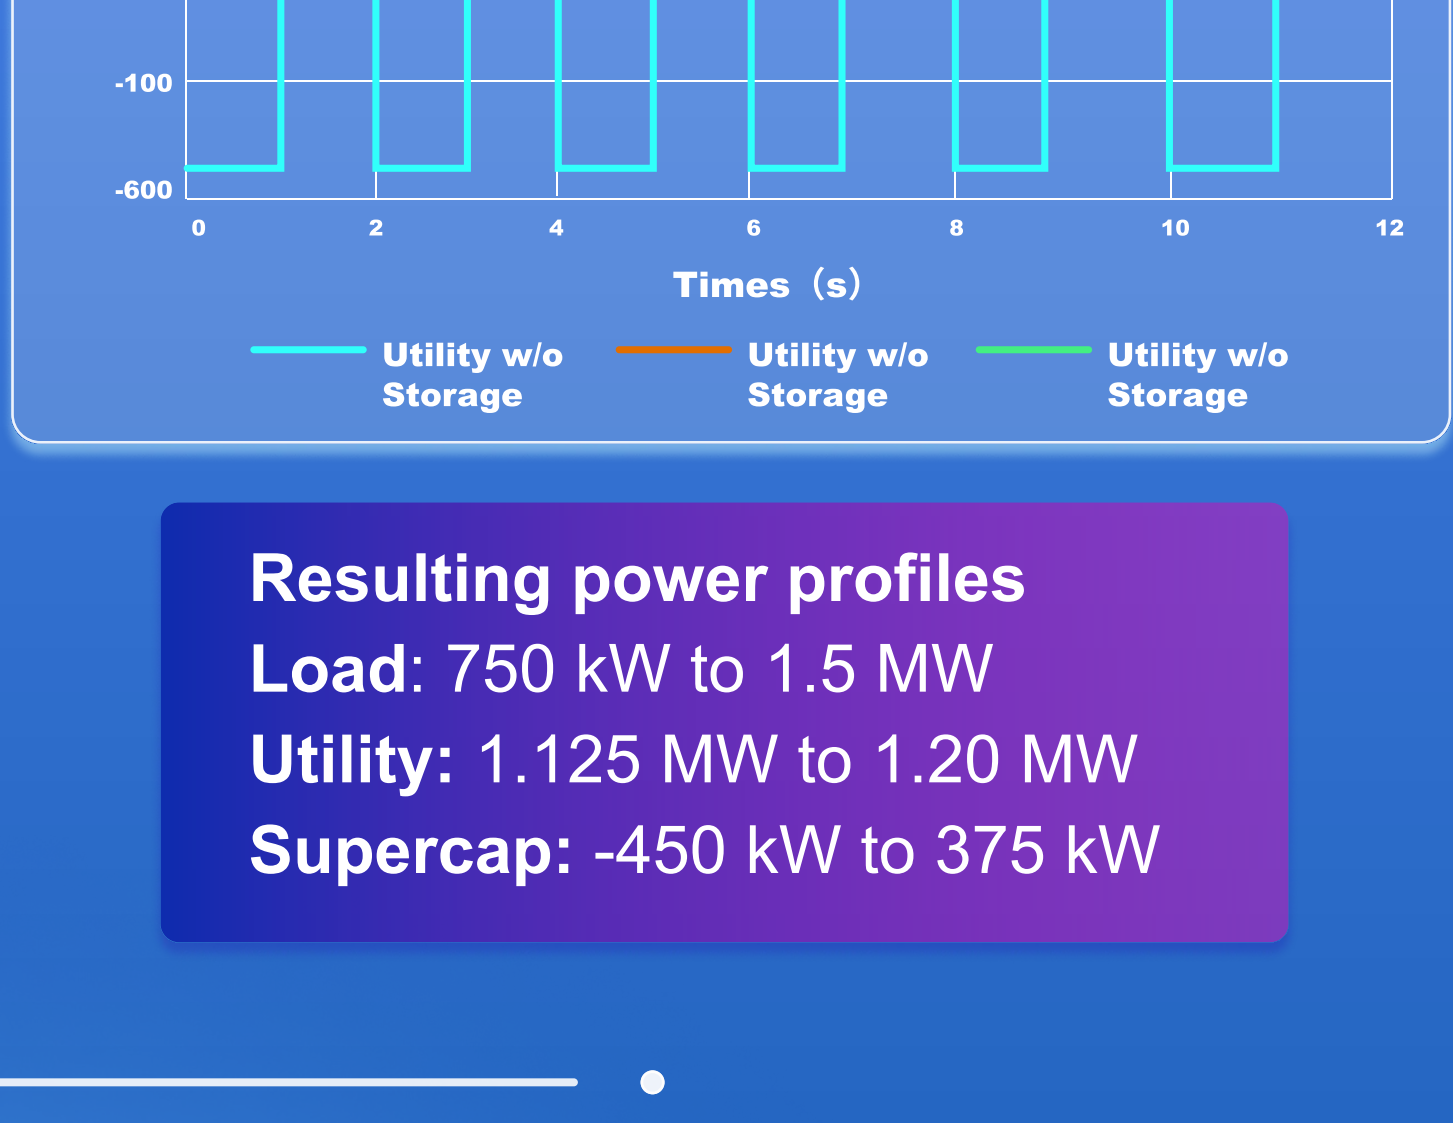 -100
-600
0 2 4 6 8 10 12
Times（s）
Utility w/o Storage
Utility w/o Storage
Utility w/o Storage
Resulting power profiles
Load: 750 kW to 1.5 MW
Utility: 1.125 MW to 1.20 MW
Supercap: -450 kW to 375 kW